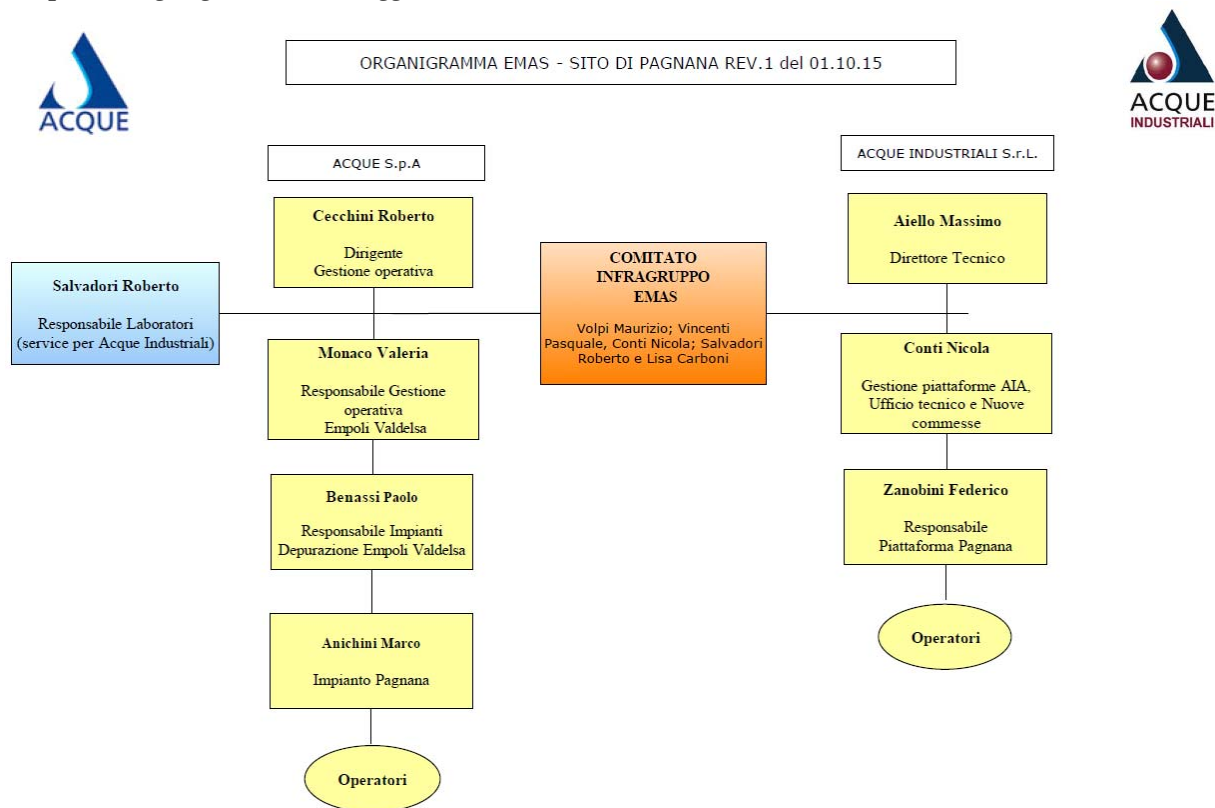 ORGANIGRAMMA EMAS - SITO DI PAGNANA REV.1 del 01.10.15
ACQUE
ACQUE
INDUSTRIALI
ACQUE S.p.A
ACQUE INDUSTRIALI S.r.L.
Cecchini Roberto
Dirigente
Gestione operativa
Aiello Massimo
Direttore Tecnico
Salvadori Roberto
Responsabile Laboratori
(service per Acque Industriali)
COMITATO
INFRAGRUPPO
EMAS
Volpi Maurizio; Vincenti
Pasquale, Conti Nicola; Salvadori
Roberto e Lisa Carboni
Monaco Valeria
Responsabile Gestione
operativa
Empoli Valdelsa
Conti Nicola
Gestione piattaforme AIA,
Ufficio tecnico e Nuove
commesse
Benassi Paolo
Responsabile Impianti
Depurazione Empoli Valdelsa
Zanobini Federico
Responsabile
Piattaforma Pagnana
Anichini Marco
Impianto Pagnana
Operatori
Operatori